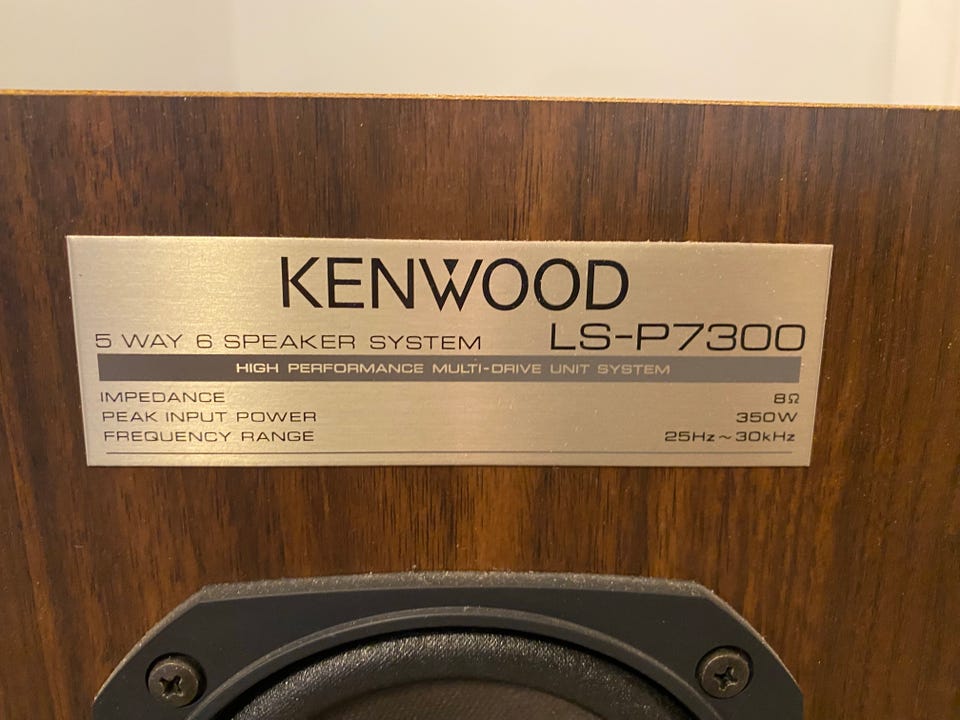 KENWOOD
5 WAY 6 SPEAKER SYSTEM LS-P7300
HIGH PERFORMANCE MULTI-DRIVE UNIT SYSTEM
IMPEDANCE 8Ω
PEAK INPUT POWER 350W
FREQUENCY RANGE 25Hz~30kHz